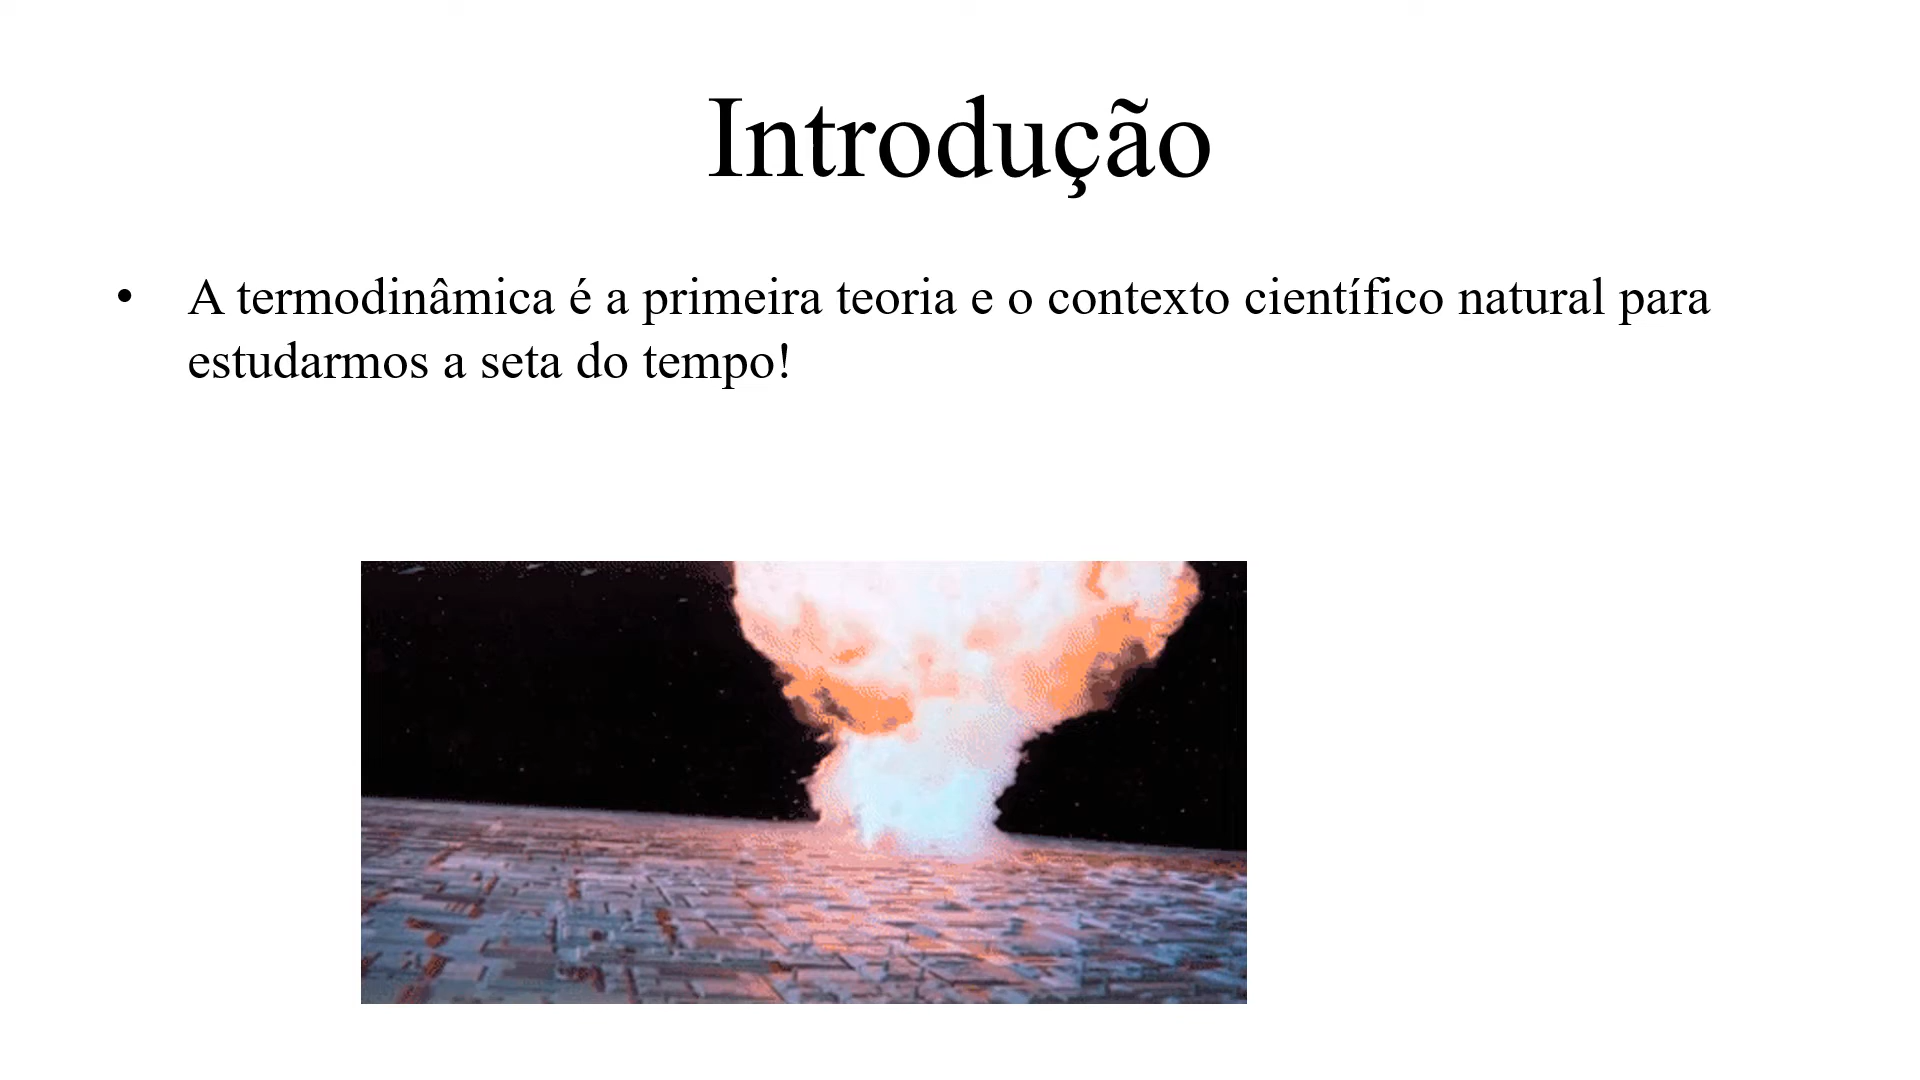 Introdução
• A termodinâmica é a primeira teoria e o contexto científico natural para
estudarmos a seta do tempo!